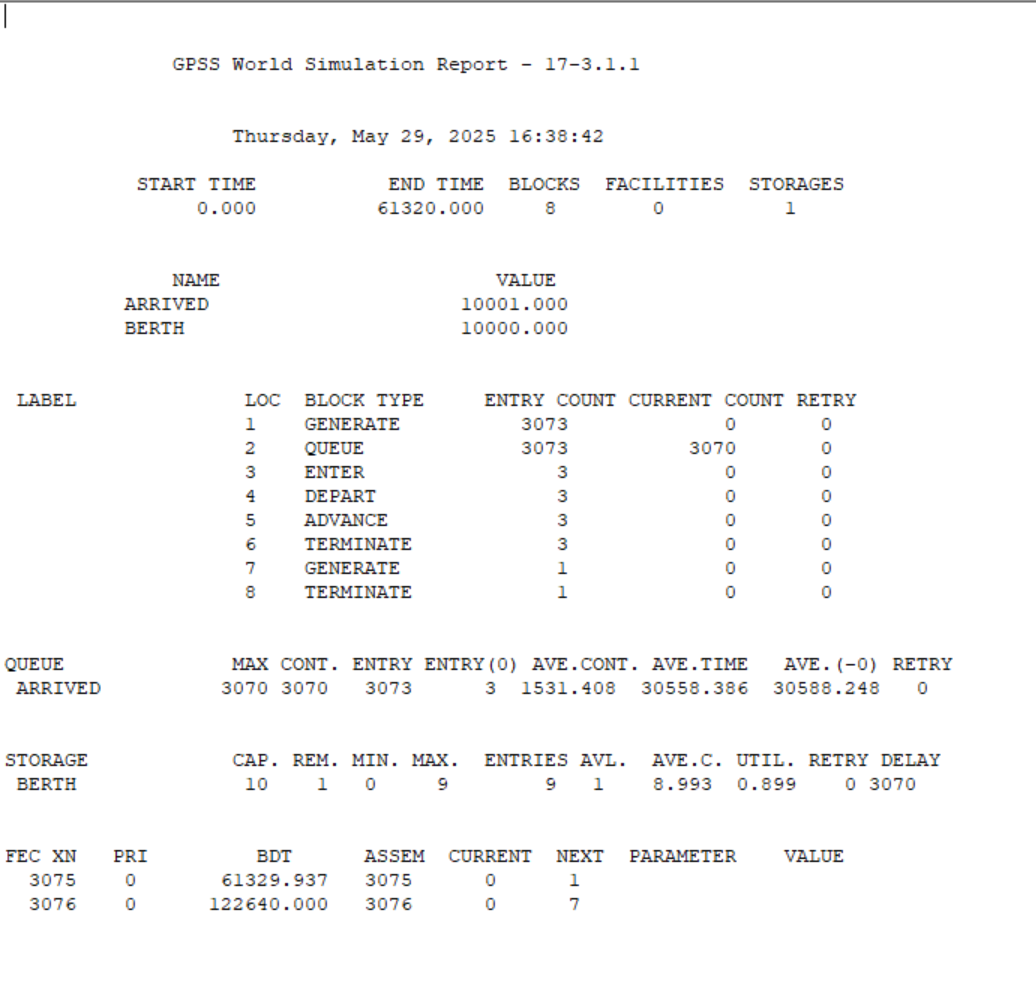 GPSS World Simulation Report - 17-3.1.1
Thursday, May 29, 2025 16:38:42
START TIME END TIME BLOCKS FACILITIES STORAGES
0.000 61320.000 8 0 1
NAME VALUE
ARRIVED 10001.000
BERTH 10000.000
LABEL LOC BLOCK TYPE ENTRY COUNT CURRENT COUNT RETRY
1 GENERATE 3073 0 0
2 QUEUE 3073 3070 0
3 ENTER 3 0 0
4 DEPART 3 0 0
5 ADVANCE 3 0 0
6 TERMINATE 3 0 0
7 GENERATE 1 0 0
8 TERMINATE 1 0 0
QUEUE MAX CONT. ENTRY ENTRY(0) AVE.CONT. AVE.TIME AVE.(-0) RETRY
ARRIVED 3070 3070 3073 3 1531.408 30558.386 30588.248 0
STORAGE CAP. REM. MIN. MAX. ENTRIES AVL. AVE.C. UTIL. RETRY DELAY
BERTH 10 1 0 9 9 1 8.993 0.899 0 3070
FEC XN PRI BDT ASSEM CURRENT NEXT PARAMETER VALUE
3075 0 61329.937 3075 0 1
3076 0 122640.000 3076 0 7